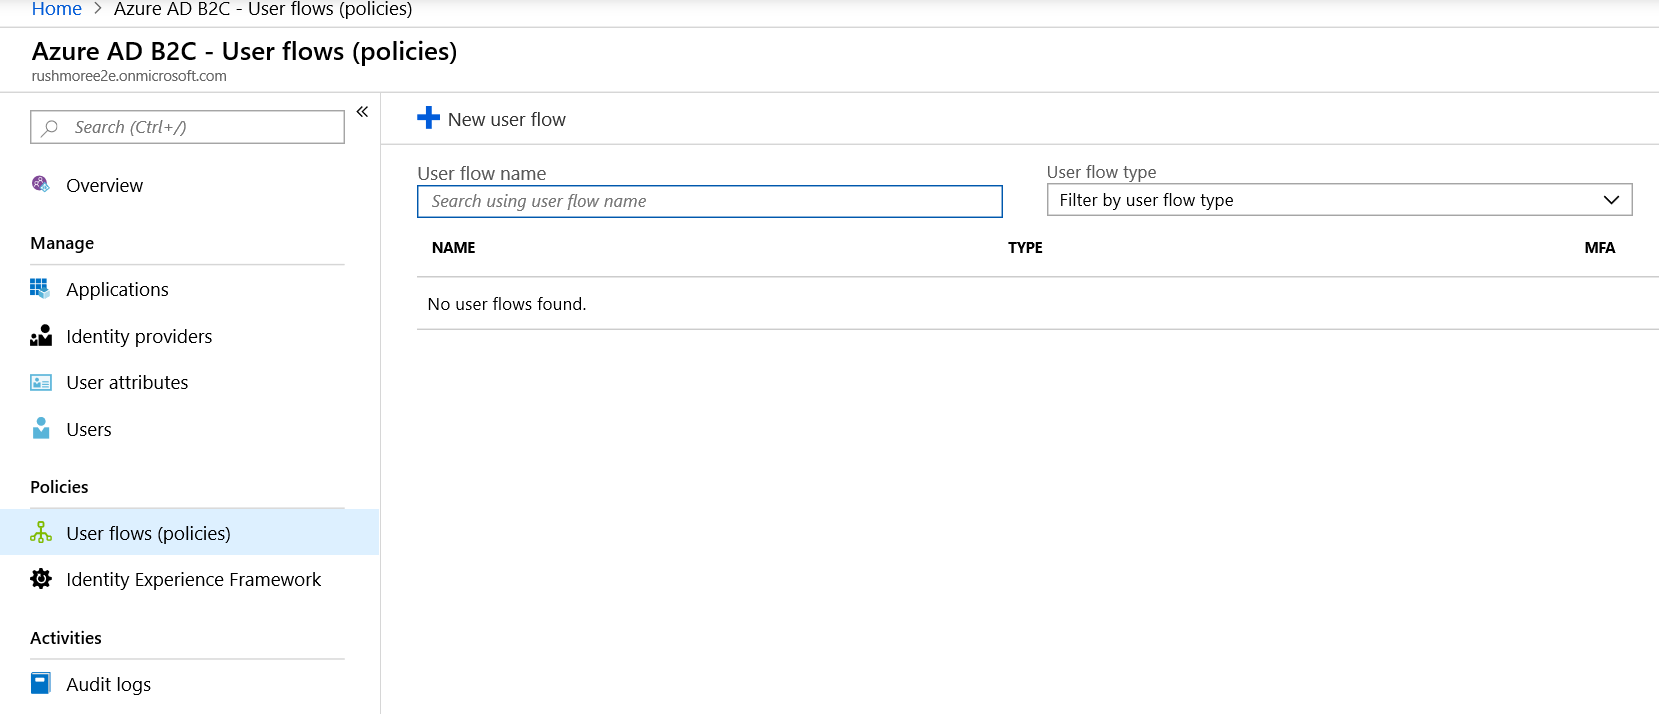 Home > Azure AD B2C - User flows (policies)
Azure AD B2C - User flows (policies)
rushmoree2e.onmicrosoft.com
Search (Ctrl+/)
«
Overview
Manage
Applications
Identity providers
User attributes
Users
Policies
User flows (policies)
Identity Experience Framework
Activities
Audit logs
New user flow
User flow name
Search using user flow name
User flow type
Filter by user flow type
NAME TYPE MFA
No user flows found.